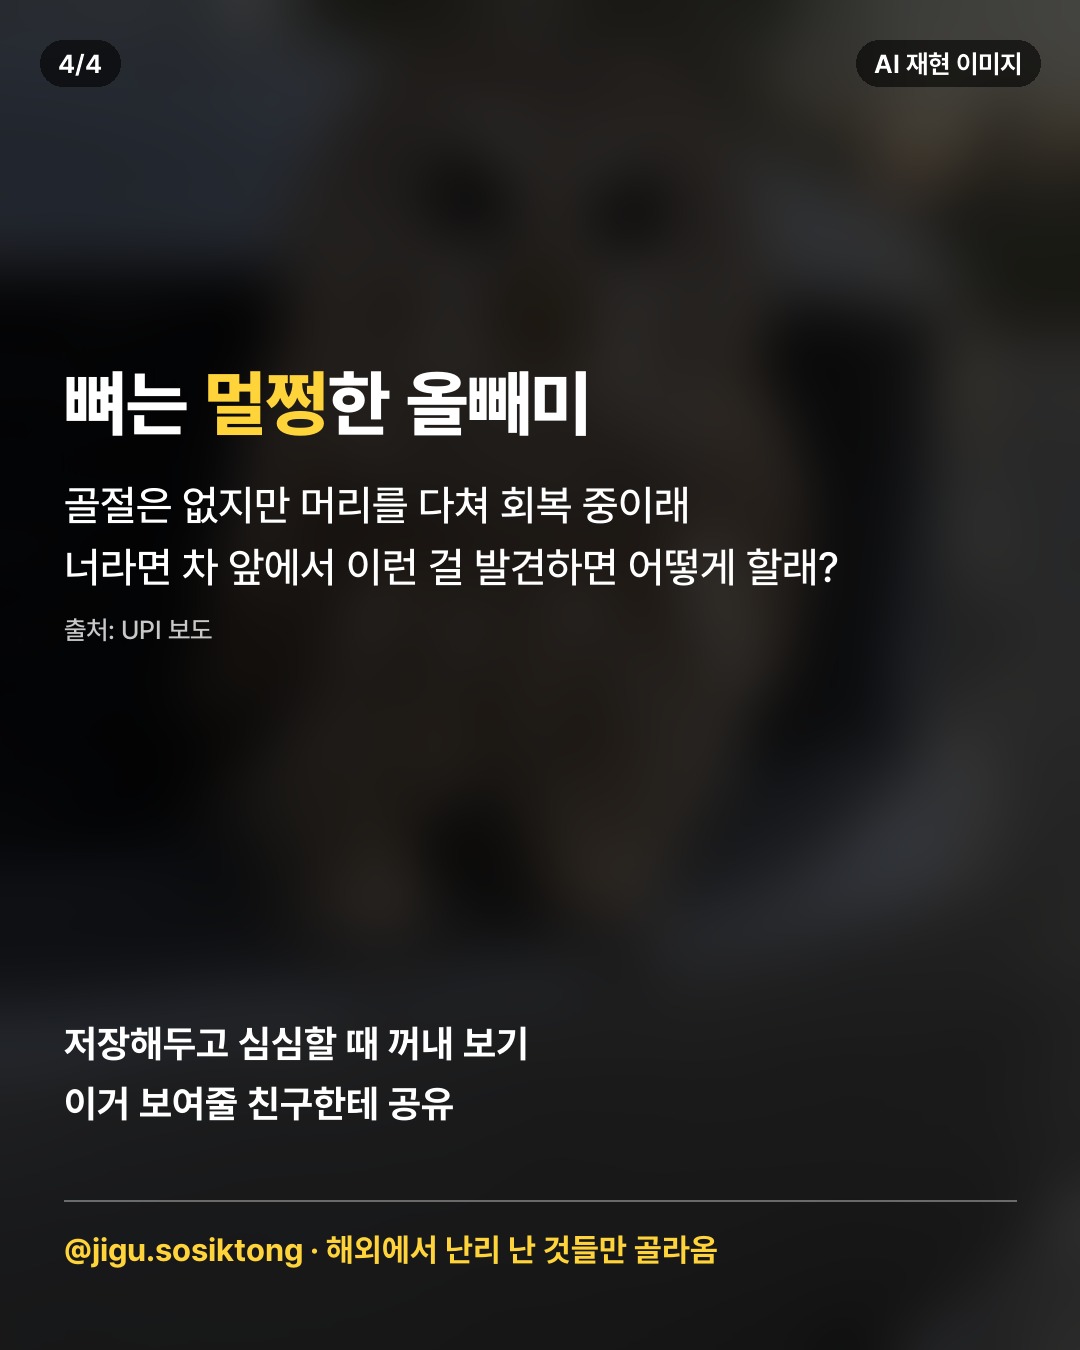 4/4
AI 재현 이미지
뼈는 멀쩡한 올빼미
골절은 없지만 머리를 다쳐 회복 중이래
너라면 차 앞에서 이런 걸 발견하면 어떻게 할래?
출처: UPI 보도
저장해두고 심심할 때 꺼내 보기
이거 보여줄 친구한테 공유
@jigu.sosiktong · 해외에서 난리 난 것들만 골라옴